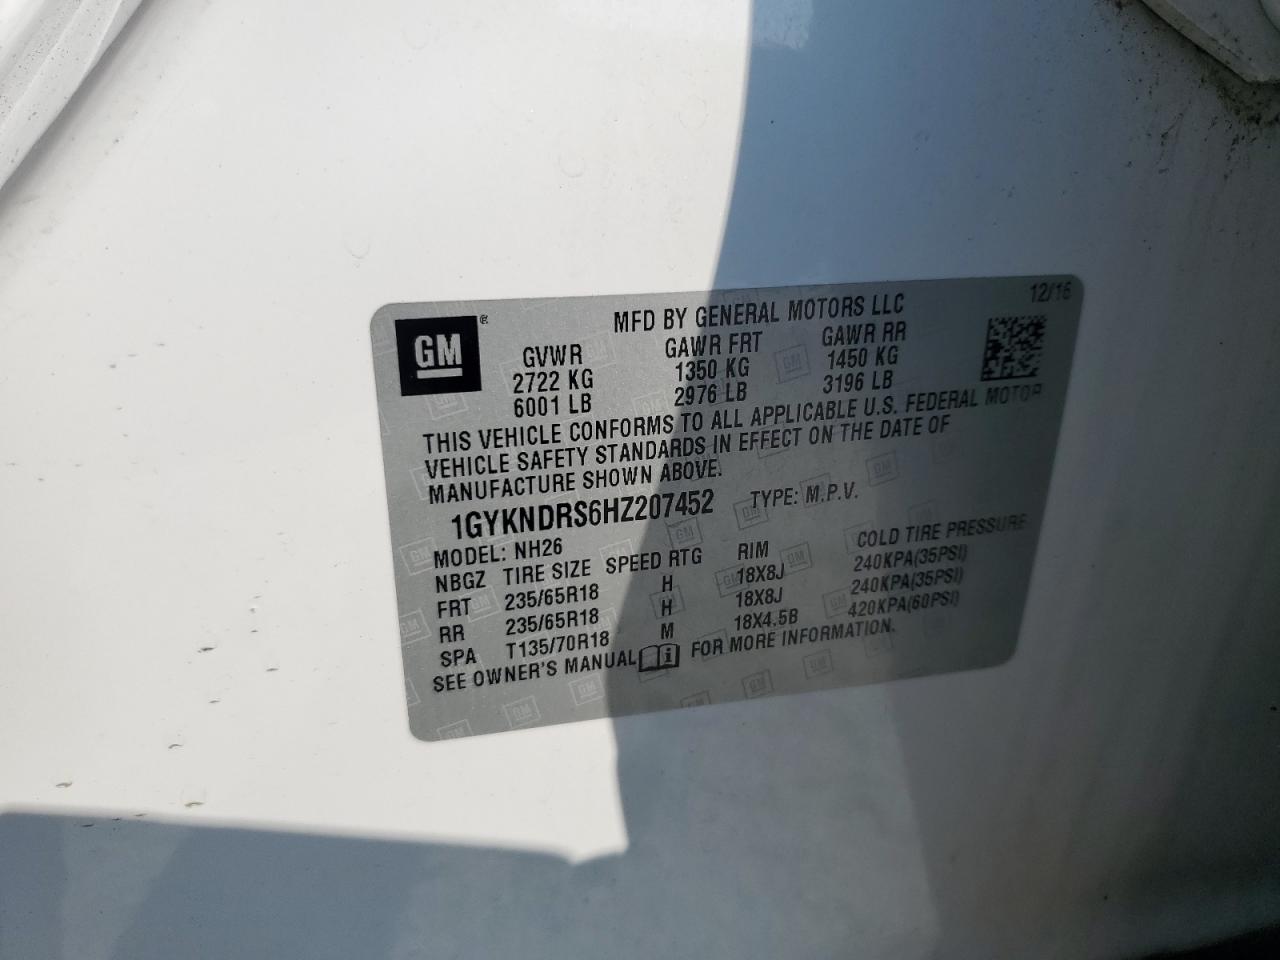 GM ®
MFD BY GENERAL MOTORS LLC
12/16
GVWR GAWR FRT GAWR RR
2722 KG 1350 KG 1450 KG
6001 LB 2976 LB 3196 LB
THIS VEHICLE CONFORMS TO ALL APPLICABLE U.S. FEDERAL MOTOR
VEHICLE SAFETY STANDARDS IN EFFECT ON THE DATE OF
MANUFACTURE SHOWN ABOVE.
1GYKNDRS6HZ207452 TYPE: M.P.V.
MODEL: NH26
NBGZ TIRE SIZE SPEED RTG RIM COLD TIRE PRESSURE
FRT 235/65R18 H 18X8J 240KPA(35PSI)
RR 235/65R18 H 18X8J 240KPA(35PSI)
SPA T135/70R18 M 18X4.5B 420KPA(60PSI)
SEE OWNER'S MANUAL FOR MORE INFORMATION.